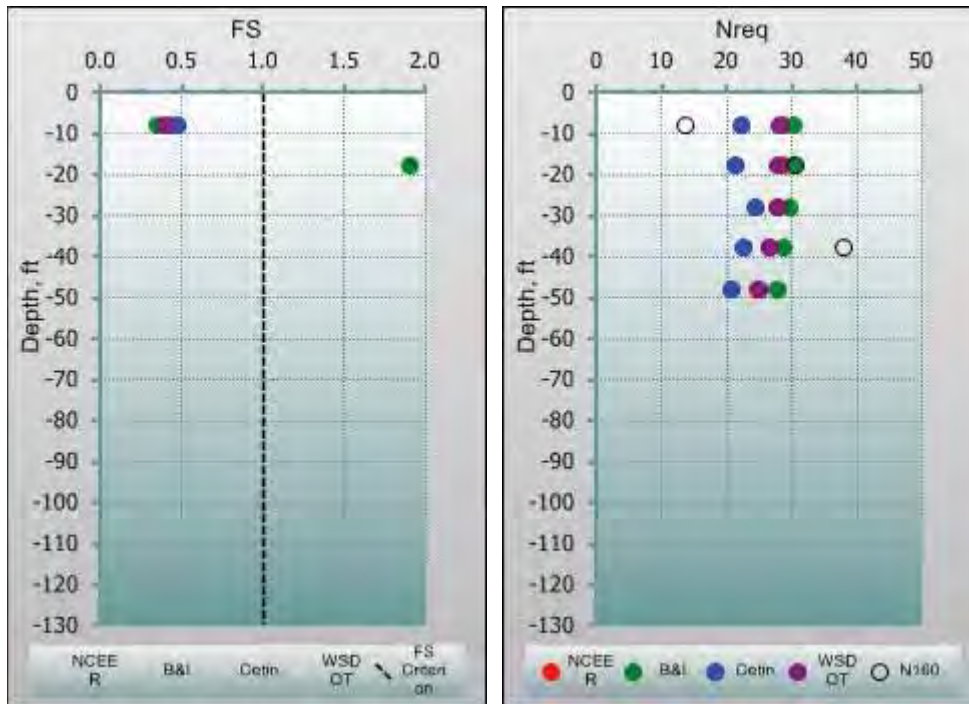 FS
0.0 0.5 1.0 1.5 2.0
0
-10
-20
-30
-40
-50
-60
-70
-80
-90
-100
-110
-120
-130
Depth, ft
NCEE
R
B&I
Cetin
WSD
OT
FS
Criteri
on
Nreq
0 10 20 30 40 50
0
-10
-20
-30
-40
-50
-60
-70
-80
-90
-100
-110
-120
-130
Depth, ft
NCEE
R
B&I
Cetin
WSD
OT
N160